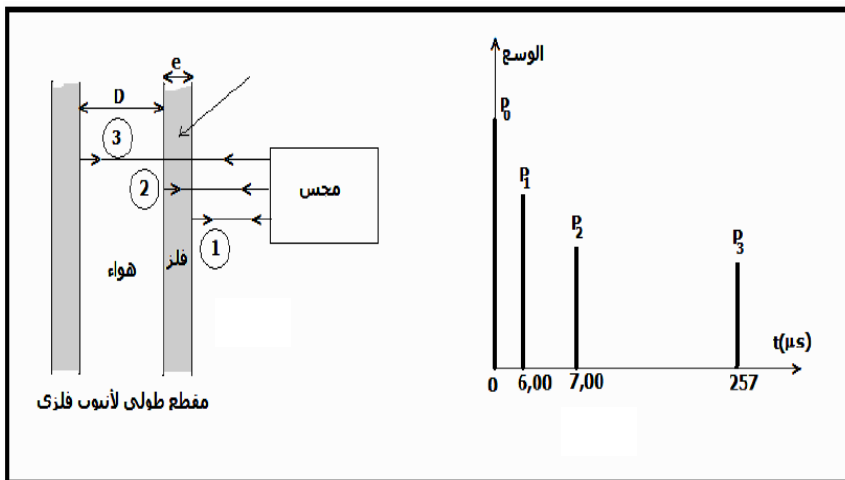 e
D
3
2
1
محس
فلز
هواء
مقطع طولي لأنبوب فلزي
الوسع
P₀
P₁
P₂
P₃
t(µs)
0
6,00
7,00
257